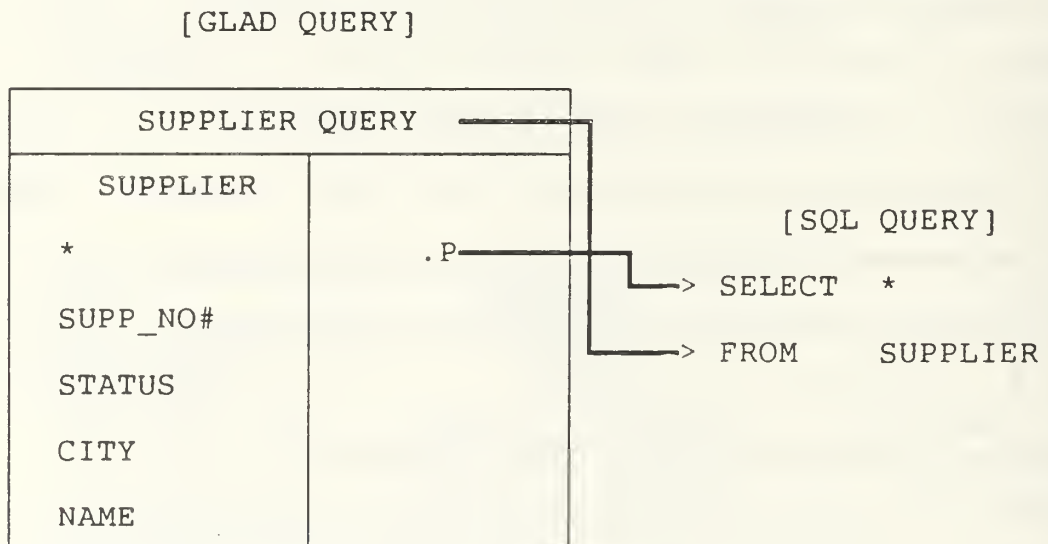 [GLAD QUERY]
SUPPLIER QUERY
SUPPLIER
[SQL QUERY]
* .P
> SELECT *
SUPP_NO#
> FROM SUPPLIER
STATUS
CITY
NAME